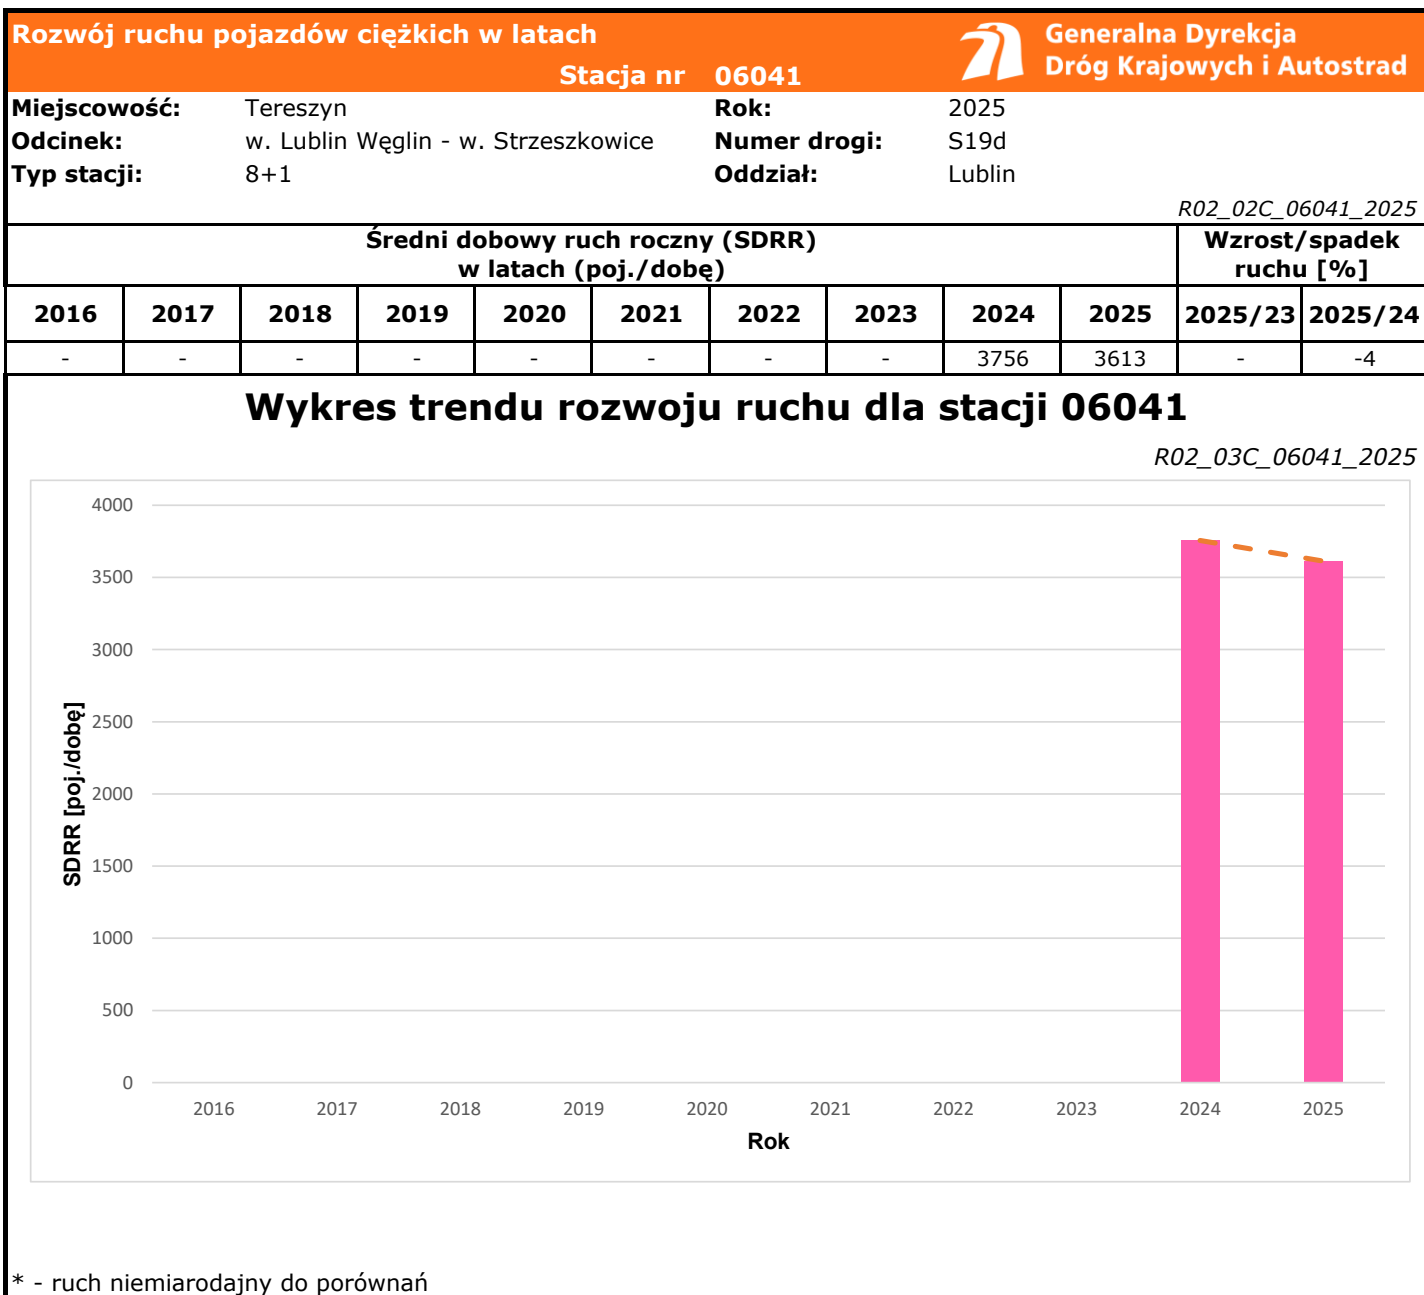 Rozwój ruchu pojazdów ciężkich w latach
Stacja nr 06041
Generalna Dyrekcja
Dróg Krajowych i Autostrad
Miejscowość: Tereszyn Rok: 2025
Odcinek: w. Lublin Węglin - w. Strzeszkowice Numer drogi: S19d
Typ stacji: 8+1 Oddział: Lublin
R02_02C_06041_2025
Średni dobowy ruch roczny (SDRR)
w latach (poj./dobę)
Wzrost/spadek
ruchu [%]
2016 2017 2018 2019 2020 2021 2022 2023 2024 2025 2025/23 2025/24
- - - - - - - - 3756 3613 - -4
Wykres trendu rozwoju ruchu dla stacji 06041
R02_03C_06041_2025
4000
3500
3000
2500
2000
1500
1000
500
0
SDRR [poj./dobę]
2016 2017 2018 2019 2020 2021 2022 2023 2024 2025
Rok
* - ruch niemiarodajny do porównań